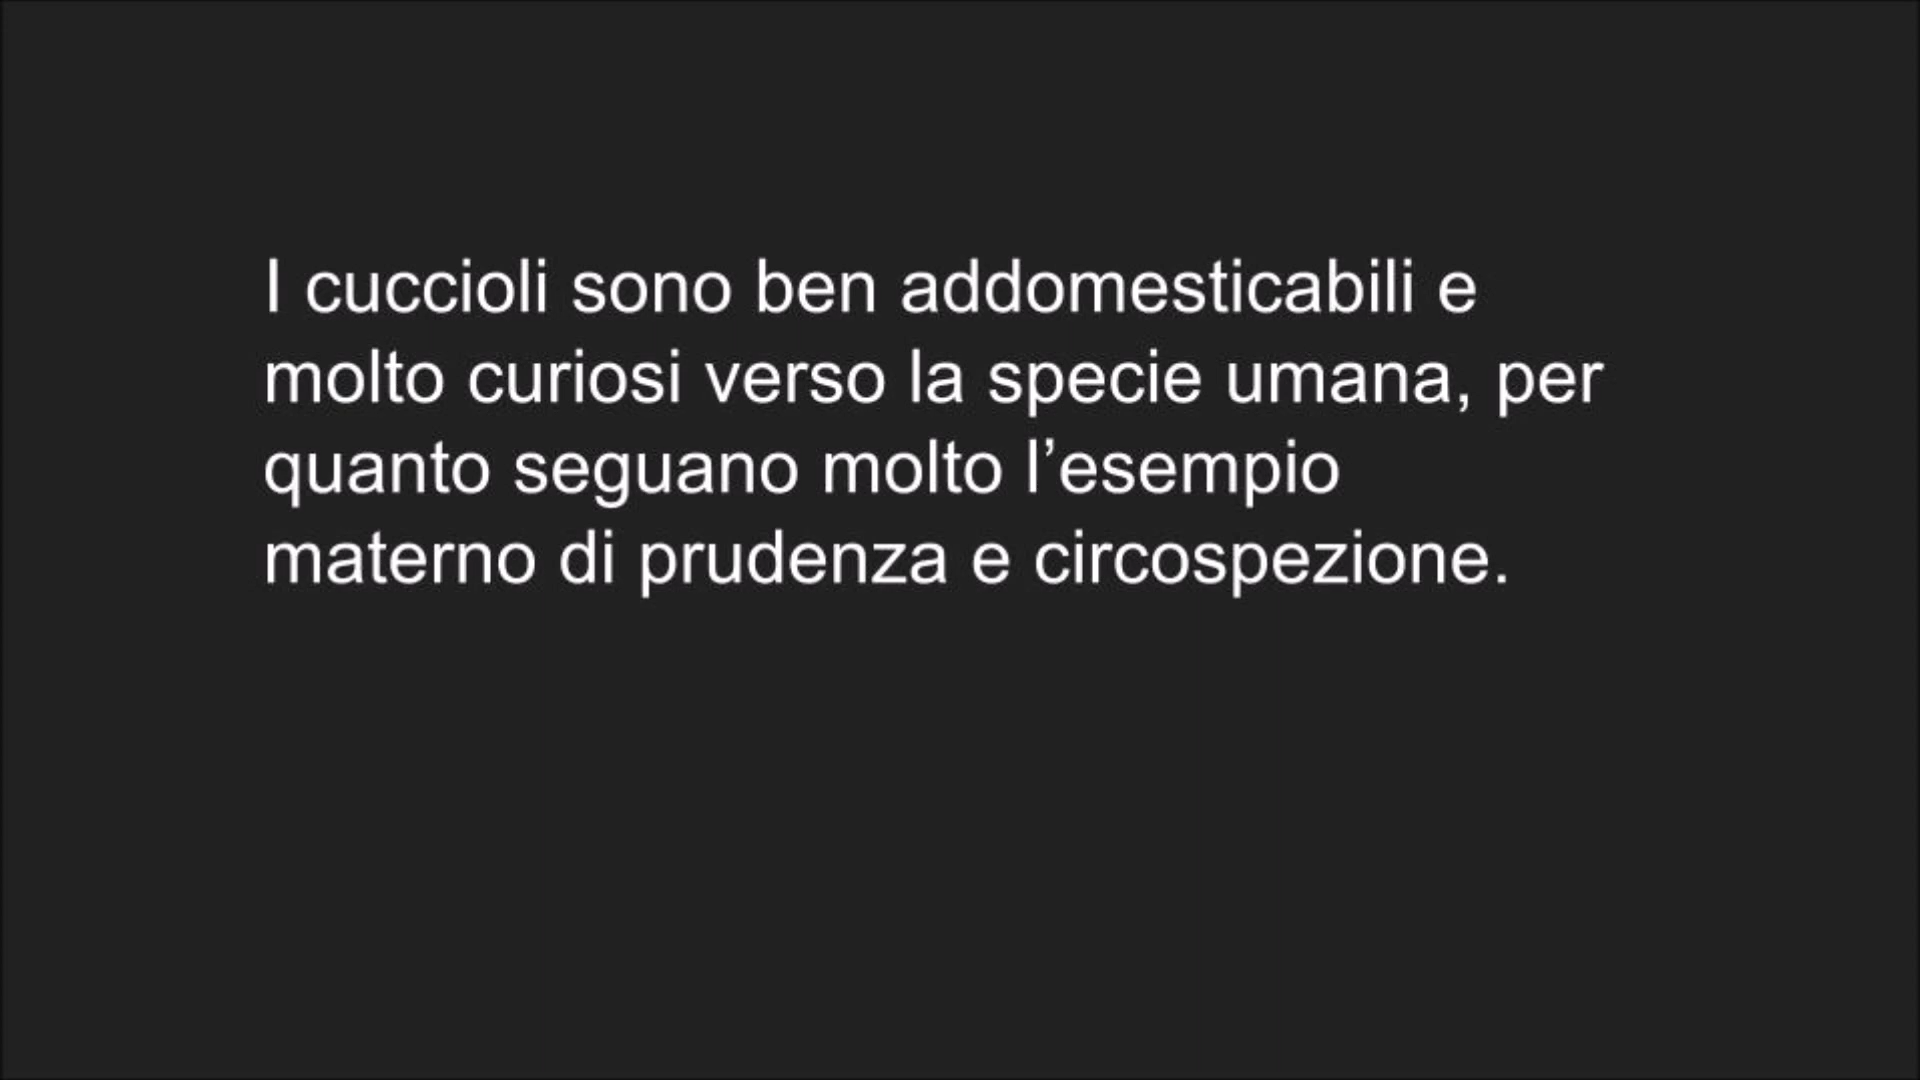 I cuccioli sono ben addomesticabili e
molto curiosi verso la specie umana, per
quanto seguano molto l’esempio
materno di prudenza e circospezione.